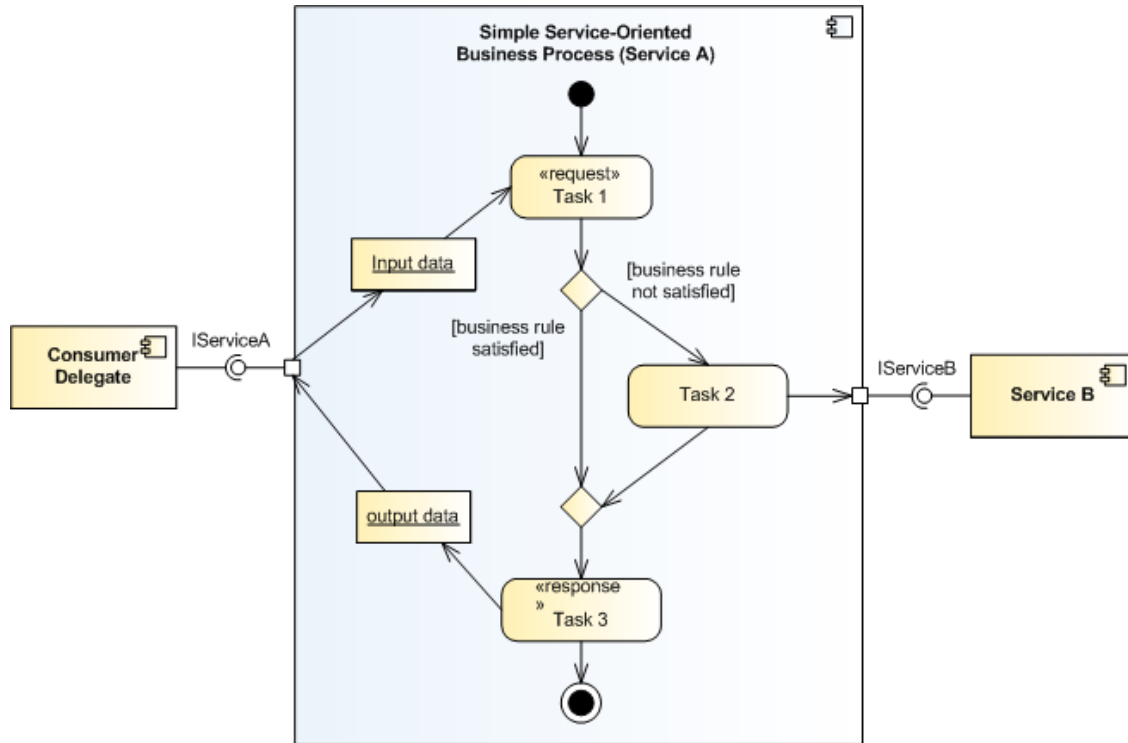 Simple Service-Oriented
Business Process (Service A)
«request»
Task 1
Input data
[business rule
not satisfied]
[business rule
satisfied]
IServiceA
Consumer
Delegate
Task 2
IServiceB
Service B
output data
«response
»
Task 3